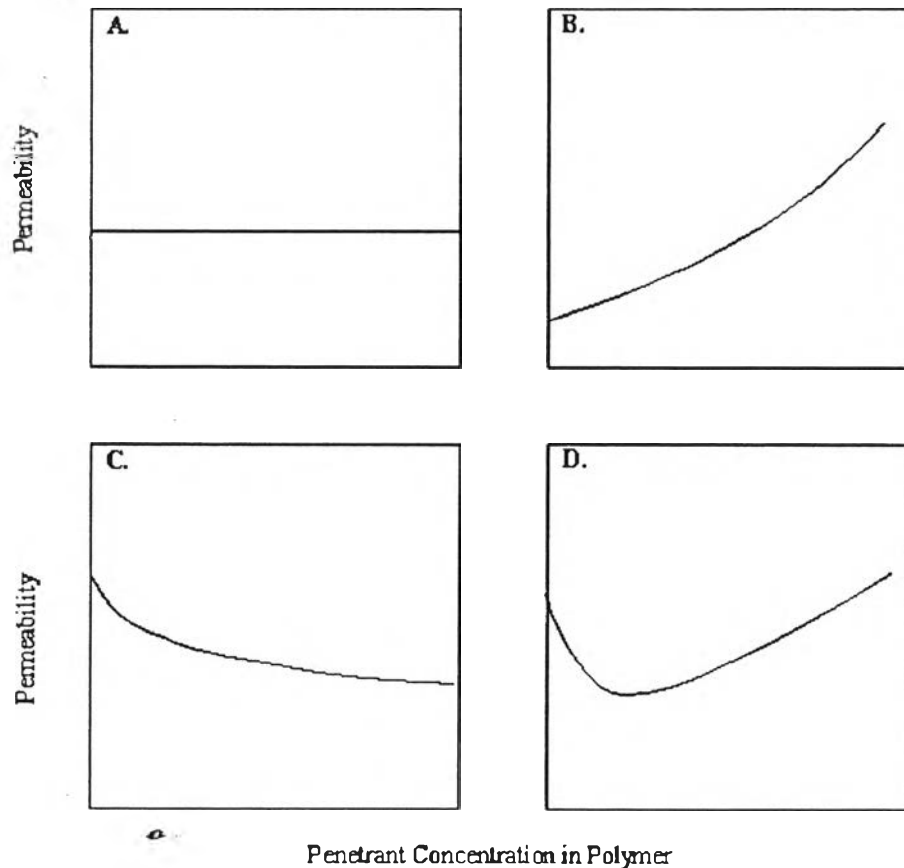 A.
B.
Permeability
C.
D.
Permeability
Penetrant Concentration in Polymer